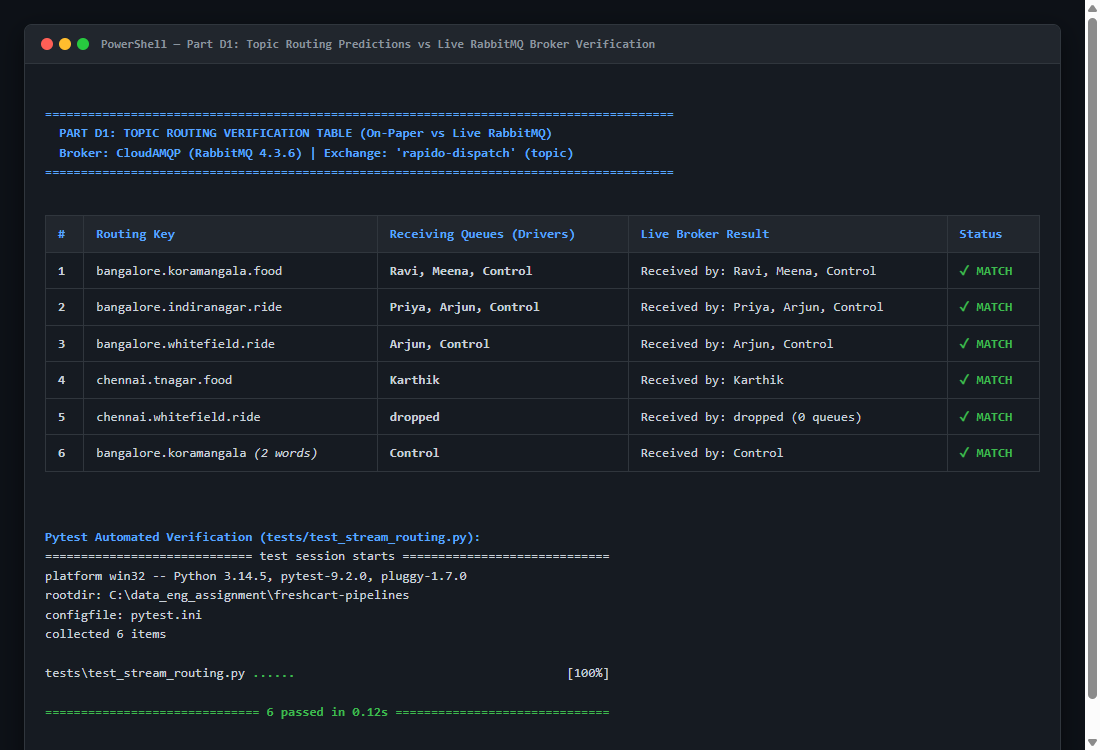 PowerShell — Part D1: Topic Routing Predictions vs Live RabbitMQ Broker Verification
========================================================================================
PART D1: TOPIC ROUTING VERIFICATION TABLE (On-Paper vs Live RabbitMQ)
Broker: CloudAMQP (RabbitMQ 4.3.6) | Exchange: 'rapido-dispatch' (topic)
========================================================================================
# Routing Key Receiving Queues (Drivers) Live Broker Result Status
1 bangalore.koramangala.food Ravi, Meena, Control Received by: Ravi, Meena, Control ✓ MATCH
2 bangalore.indiranagar.ride Priya, Arjun, Control Received by: Priya, Arjun, Control ✓ MATCH
3 bangalore.whitefield.ride Arjun, Control Received by: Arjun, Control ✓ MATCH
4 chennai.tnagar.food Karthik Received by: Karthik ✓ MATCH
5 chennai.whitefield.ride dropped Received by: dropped (0 queues) ✓ MATCH
6 bangalore.koramangala (2 words) Control Received by: Control ✓ MATCH
Pytest Automated Verification (tests/test_stream_routing.py):
============================= test session starts =============================
platform win32 -- Python 3.14.5, pytest-9.2.0, pluggy-1.7.0
rootdir: C:\data_eng_assignment\freshcart-pipelines
configfile: pytest.ini
collected 6 items
tests\test_stream_routing.py ...... [100%]
============================== 6 passed in 0.12s ==============================